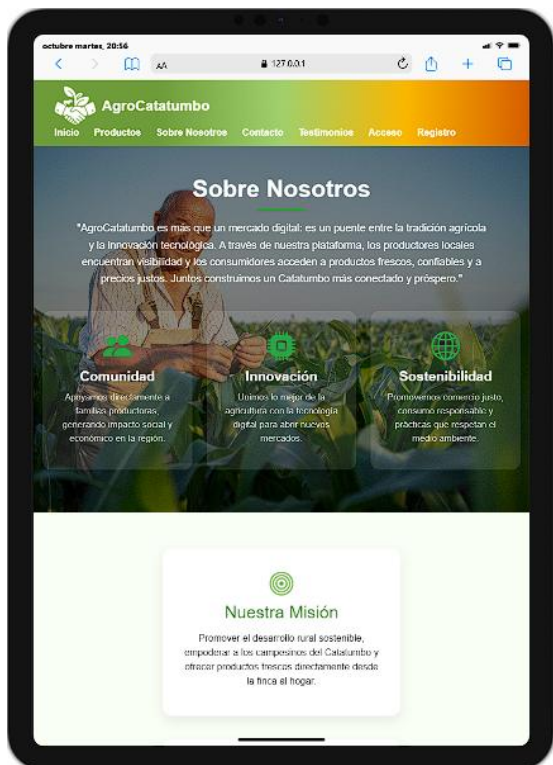 octubre martes, 20:56
AA
127.0.0.1
AgroCatatumbo
Inicio Productos Sobre Nosotros Contacto Testimonios Acceso Registro
Sobre Nosotros
"AgroCatatumbo es más que un mercado digital: es un puente entre la tradición agrícola
y la innovación tecnológica. A través de nuestra plataforma, los productores locales
encuentran visibilidad y los consumidores acceden a productos frescos, confiables y a
precios justos. Juntos construimos un Catatumbo más conectado y próspero."
Comunidad
Apoyamos directamente a
familias productoras,
generando impacto social y
económico en la región.
Innovación
Unimos lo mejor de la
agricultura con la tecnología
digital para abrir nuevos
mercados.
Sostenibilidad
Promovemos comercio justo,
consumo responsable y
prácticas que respetan el
medio ambiente.
Nuestra Misión
Promover el desarrollo rural sostenible,
empoderar a los campesinos del Catatumbo y
ofrecer productos frescos directamente desde
la finca al hogar.